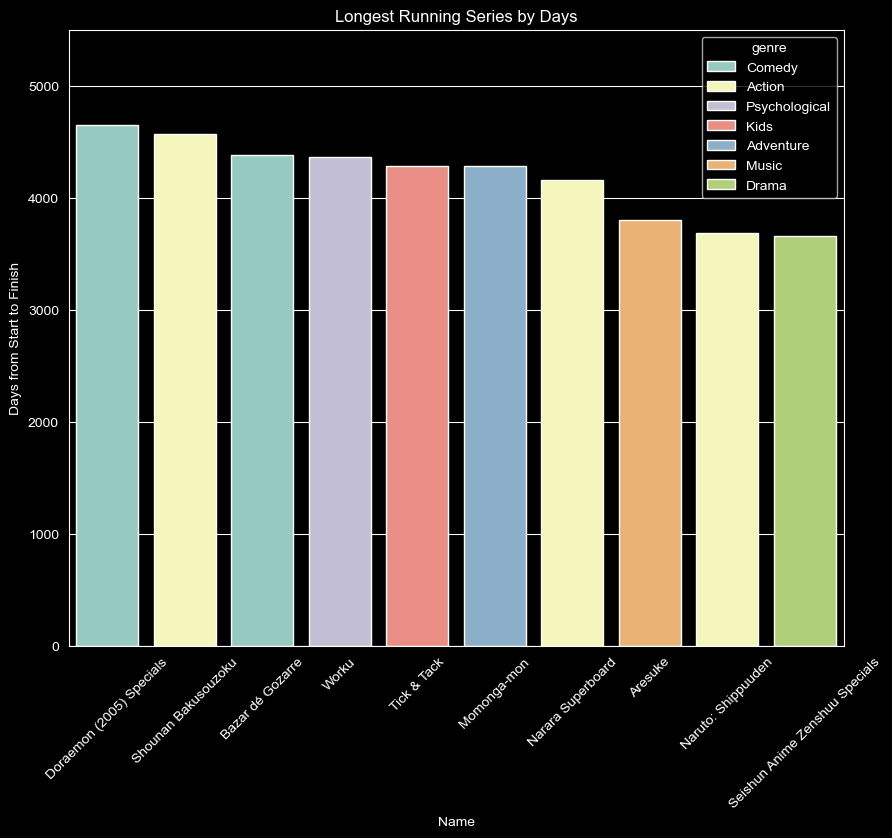 Longest Running Series by Days
genre
Comedy
Action
Psychological
Kids
Adventure
Music
Drama
Days from Start to Finish
5000
4000
3000
2000
1000
0
Doraemon (2005) Specials
Shounan Bakusouzoku
Bazar dé Gozarre
Worku
Tick & Tack
Momonga-mon
Narara Superboard
Aresuke
Naruto: Shippuuden
Seishun Anime Zenshuu Specials
Name